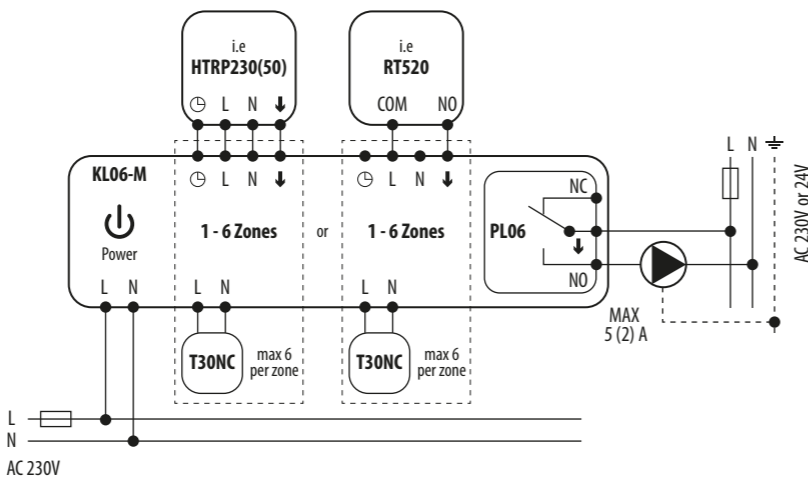 i.e
HTRP230(50)
L N
i.e
RT520
COM NO
KL06-M
L N
L N
Power
1 - 6 Zones
or
1 - 6 Zones
PL06
NC
NO
L N
L N
L N
T30NC
max 6
per zone
T30NC
max 6
per zone
L N
AC 230V or 24V
MAX
5 (2) A
L
N
AC 230V